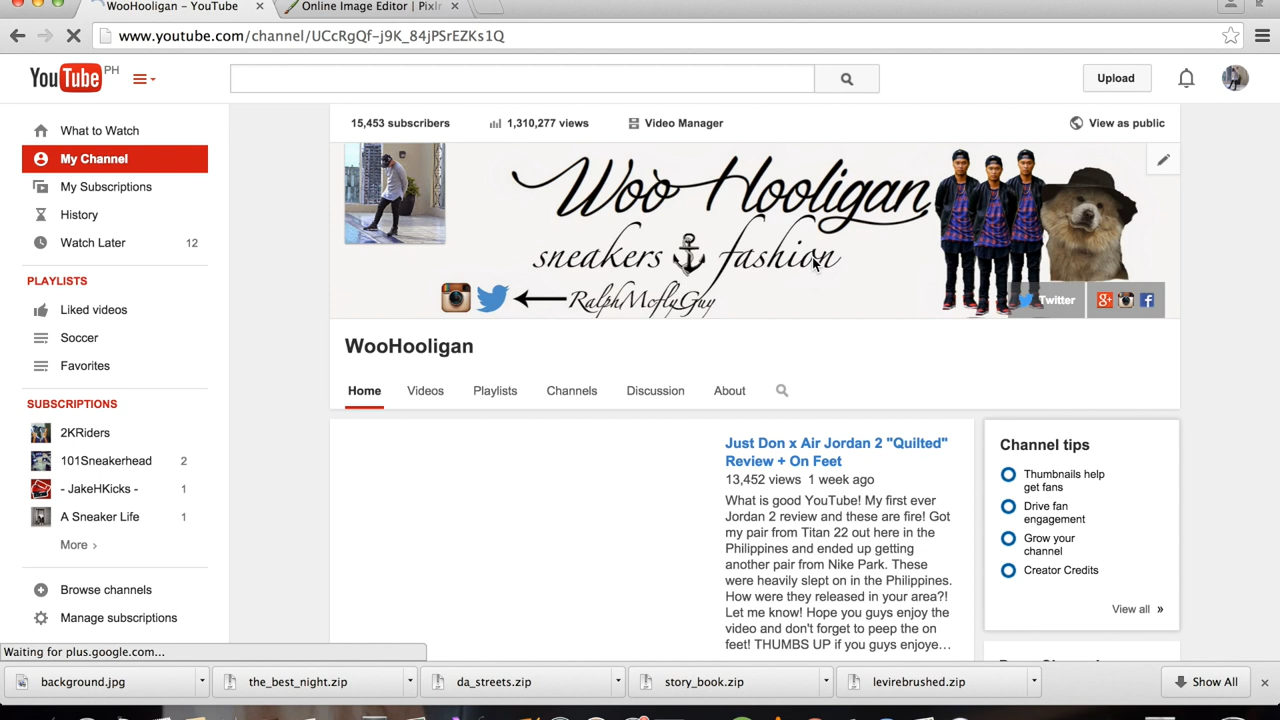 WooHooligan – YouTube
Online Image Editor | Pixlr
www.youtube.com/channel/UCcRgQf-j9K_84jPSrEZKs1Q
YouTube PH
Upload
What to Watch
My Channel
My Subscriptions
History
Watch Later 12
PLAYLISTS
Liked videos
Soccer
Favorites
SUBSCRIPTIONS
2KRiders
101Sneakerhead 2
- JakeHKicks - 1
A Sneaker Life 1
More ›
Browse channels
Manage subscriptions
15,453 subscribers
1,310,277 views
Video Manager
View as public
Woo Hooligan
sneakers fashion
RalphMcflyGuy
Twitter
WooHooligan
Home Videos Playlists Channels Discussion About
Just Don x Air Jordan 2 "Quilted"
Review + On Feet
13,452 views 1 week ago
What is good YouTube! My first ever
Jordan 2 review and these are fire! Got
my pair from Titan 22 out here in the
Philippines and ended up getting
another pair from Nike Park. These
were heavily slept on in the Philippines.
How were they released in your area?!
Let me know! Hope you guys enjoy the
video and don't forget to peep the on
feet! THUMBS UP if you guys enjoye...
Channel tips
Thumbnails help
get fans
Drive fan
engagement
Grow your
channel
Creator Credits
View all »
Waiting for plus.google.com...
background.jpg
the_best_night.zip
da_streets.zip
story_book.zip
levirebrushed.zip
Show All